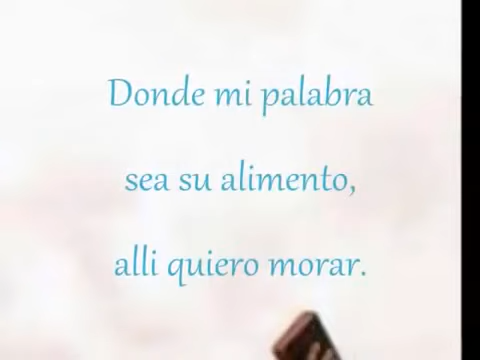 Donde mi palabra
sea su alimento,
alli quiero morar.